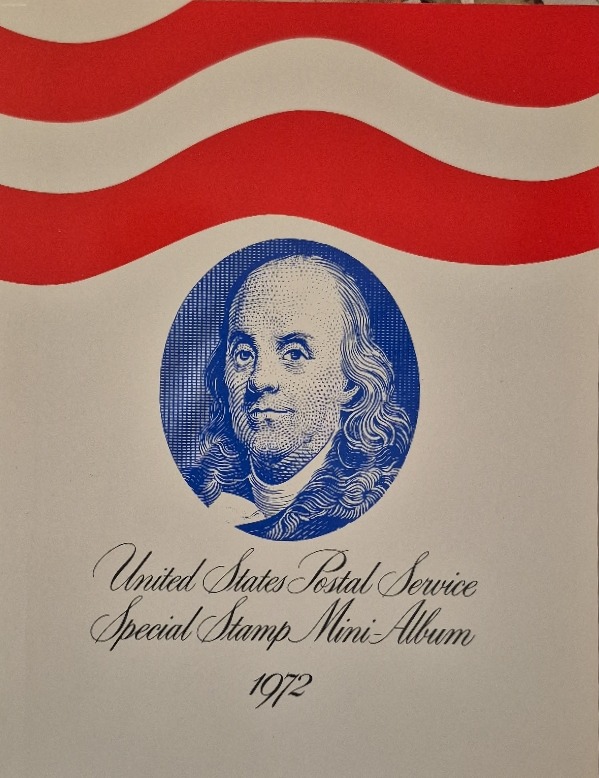 United States Postal Service
Special Stamp Mini-Album
1972